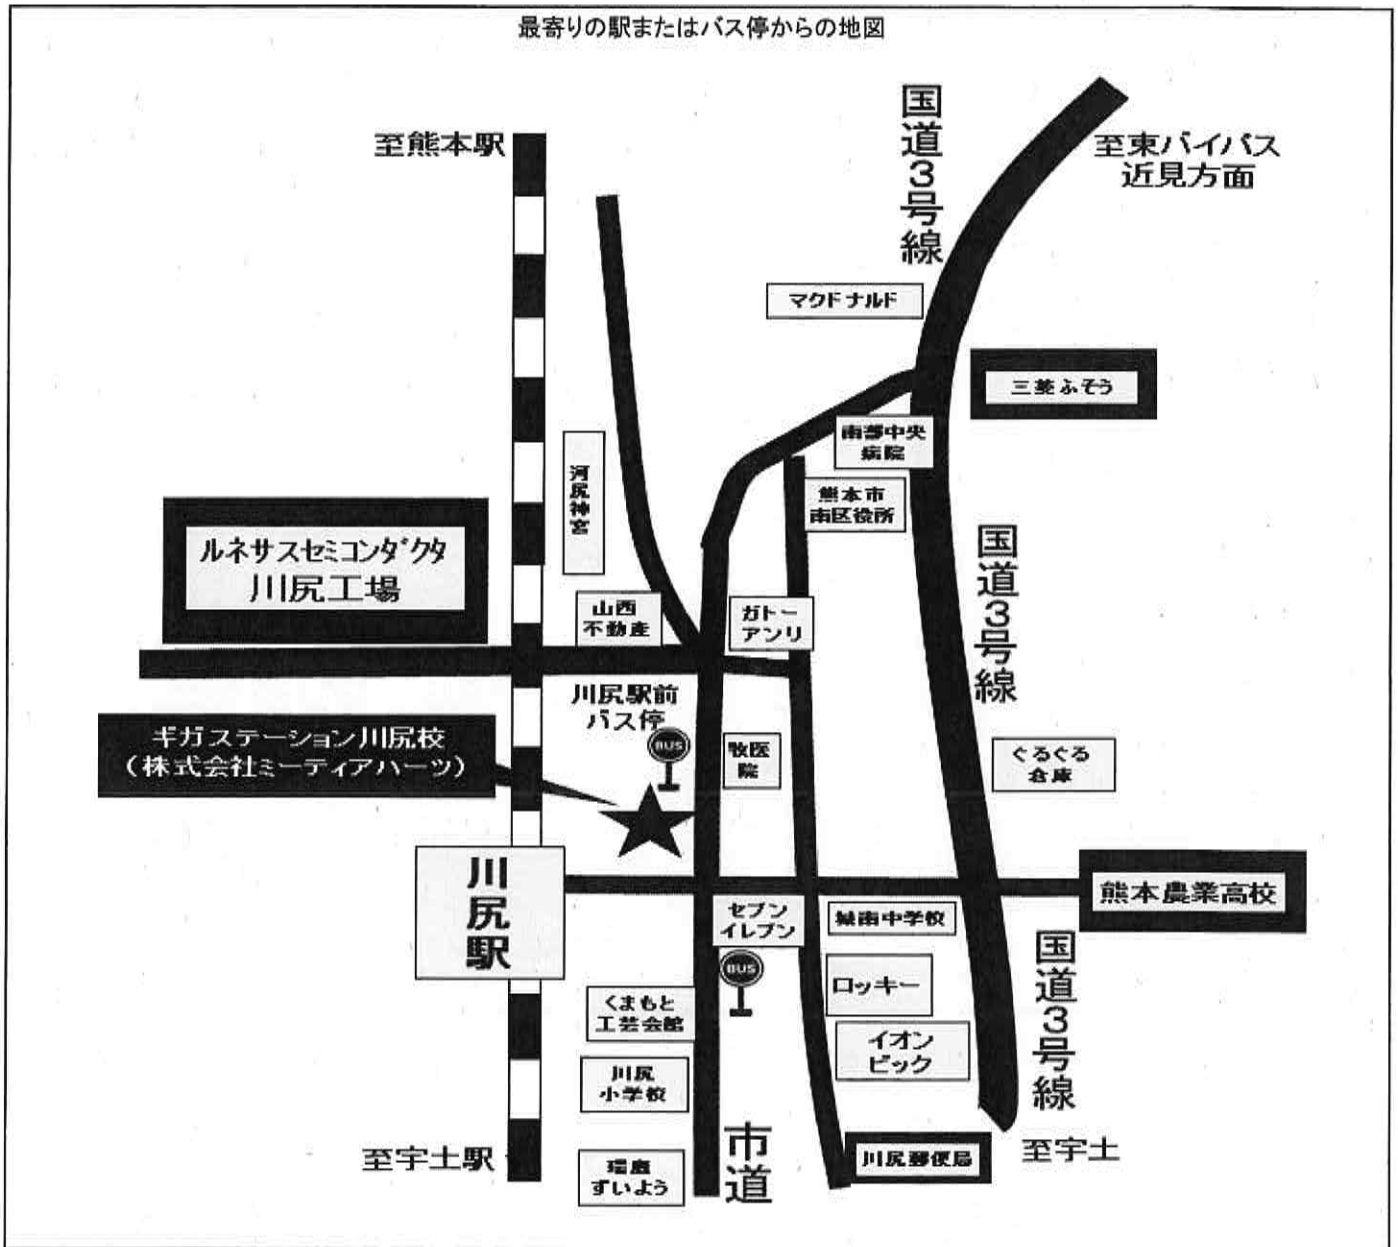 最寄りの駅またはバス停からの地図
至熊本駅
国道3号線
至東バイパス
近見方面
マクドナルド
三菱ふそう
南部中央
病院
河尻神宮
熊本市
南区役所
ルネサスセミコンダクタ
川尻工場
国道3号線
山西
不動産
ガトー
アンリ
川尻駅前
バス停
BUS
ギガステーション川尻校
(株式会社ミーティアハーツ)
牧医
院
ぐるぐる
倉庫
川尻駅
熊本農業高校
セブン
イレブン
城南中学校
BUS
国道3号線
ロッキー
くまもと
工芸会館
イオン
ビック
川尻
小学校
市道
至宇土駅
川尻郵便局
至宇土
瑞鷹
ずいよう